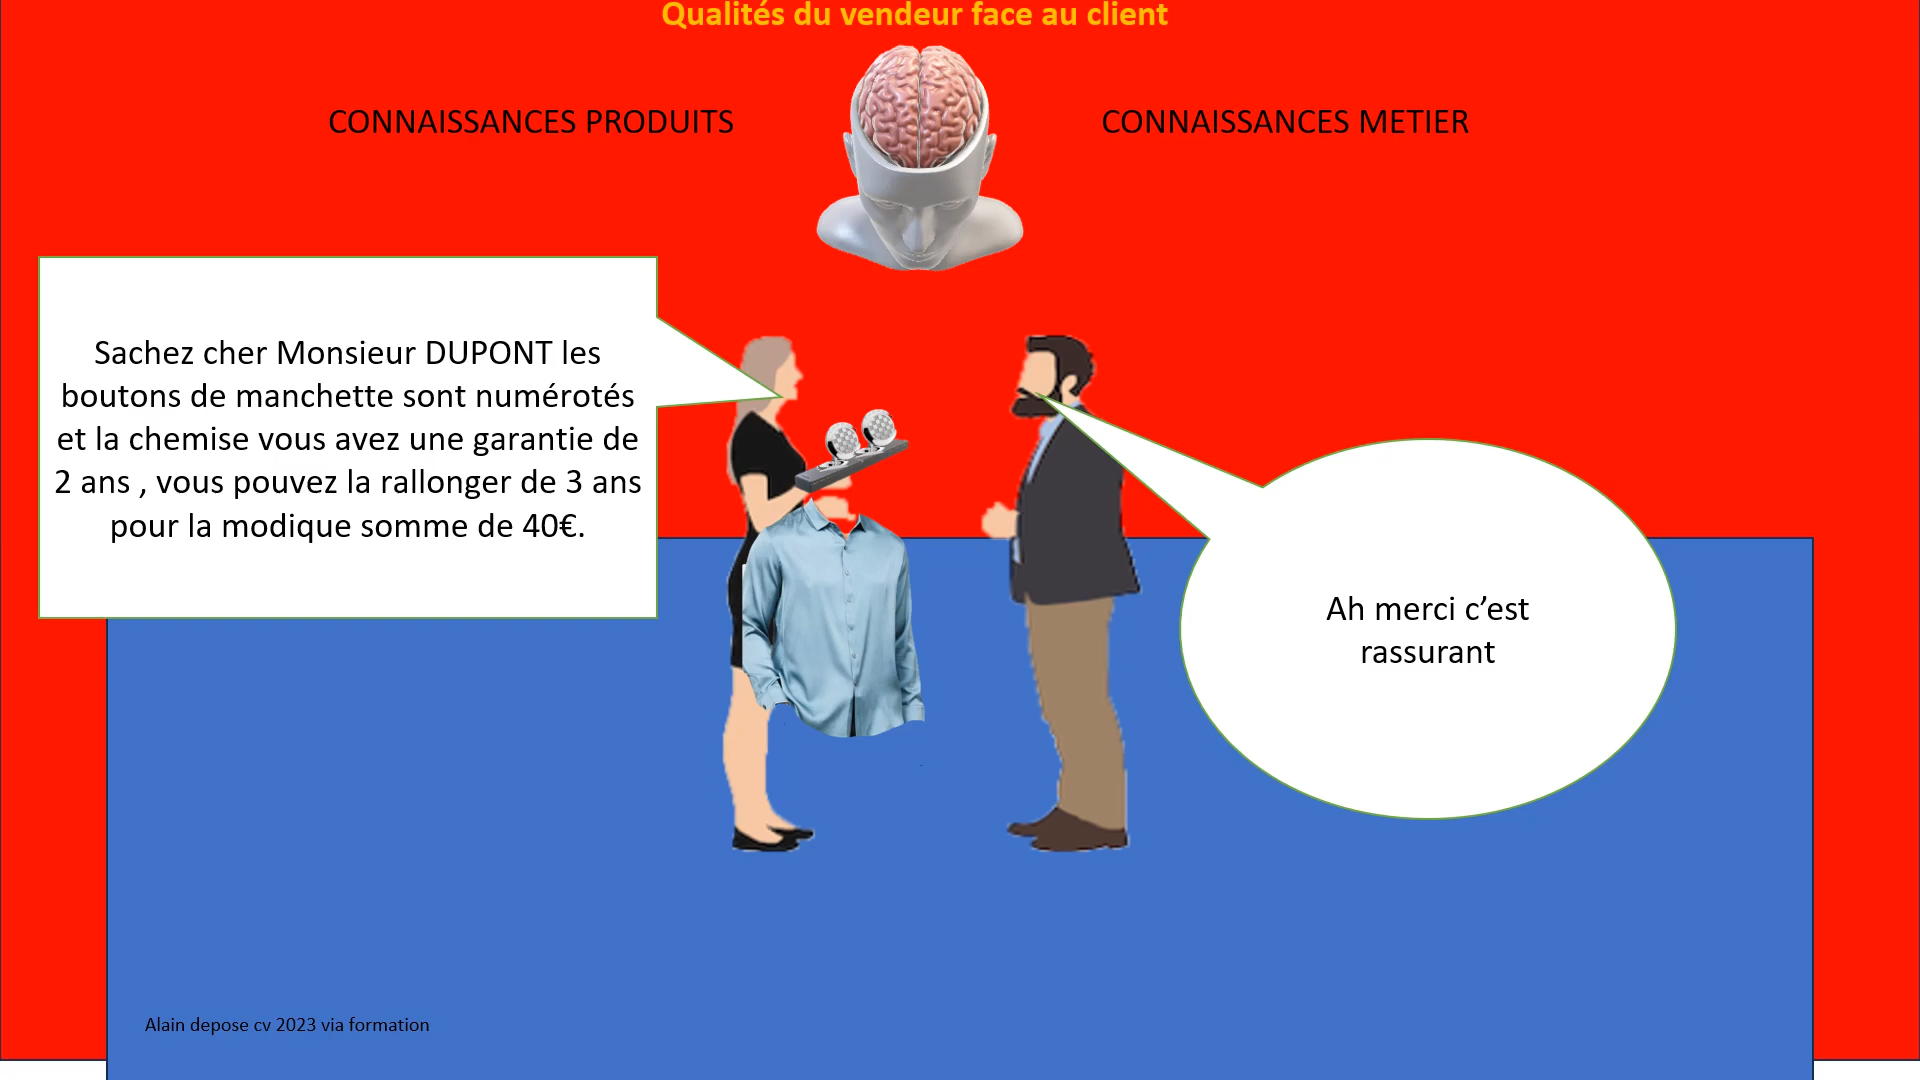 Qualités du vendeur face au client
CONNAISSANCES PRODUITS
CONNAISSANCES METIER
Sachez cher Monsieur DUPONT les
boutons de manchette sont numérotés
et la chemise vous avez une garantie de
2 ans , vous pouvez la rallonger de 3 ans
pour la modique somme de 40€.
Ah merci c’est
rassurant
Alain depose cv 2023 via formation